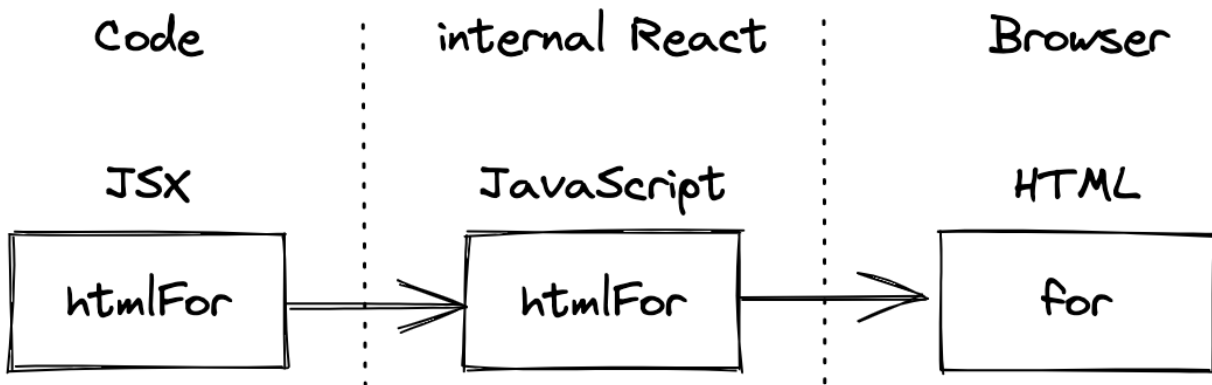 Code
internal React
Browser
JSX
JavaScript
HTML
htmlFor
htmlFor
for